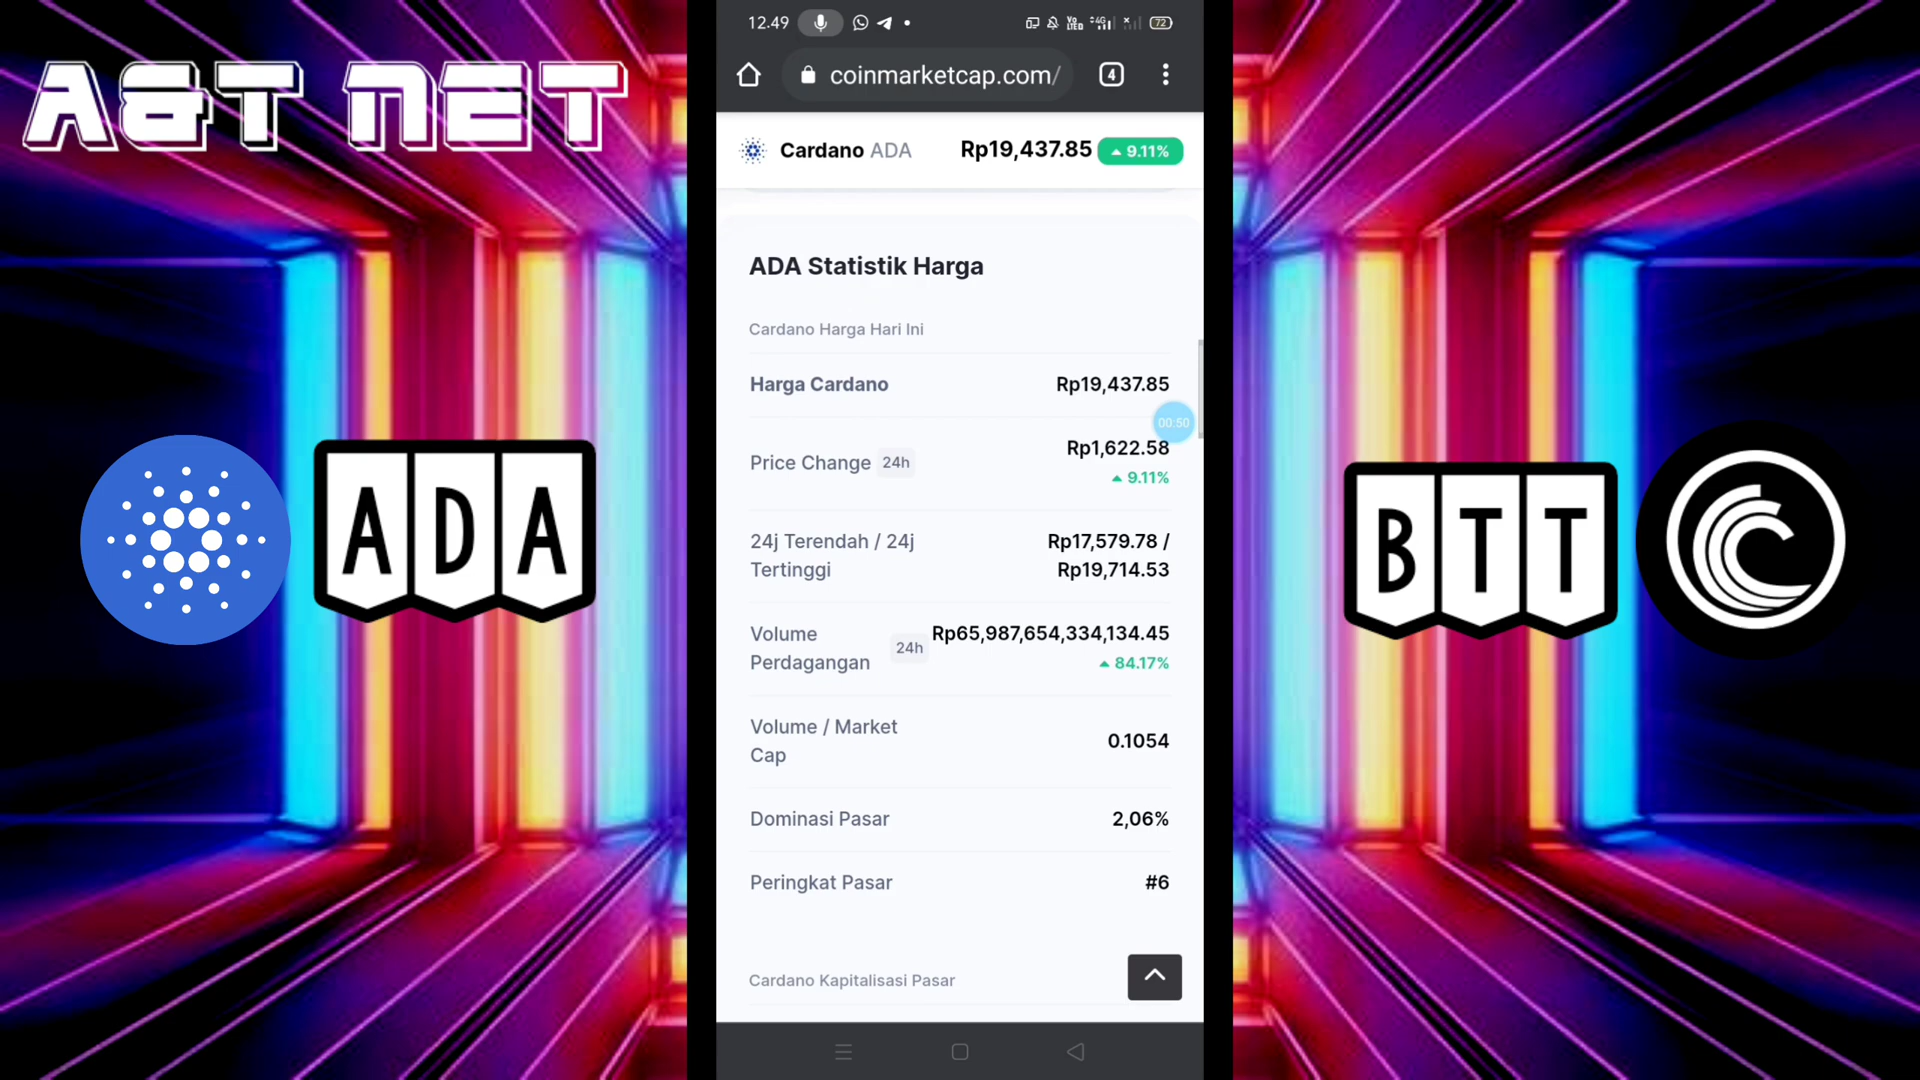 A&T NET
12.49
4G
72
coinmarketcap.com/
4
Cardano ADA
Rp19,437.85
9.11%
ADA Statistik Harga
Cardano Harga Hari Ini
Harga Cardano
Rp19,437.85
00:50
Price Change 24h
Rp1,622.58
9.11%
24j Terendah / 24j
Tertinggi
Rp17,579.78 /
Rp19,714.53
Volume
Perdagangan
24h
Rp65,987,654,334,134.45
84.17%
Volume / Market
Cap
0.1054
Dominasi Pasar
2,06%
Peringkat Pasar
#6
Cardano Kapitalisasi Pasar
ADA
BTT